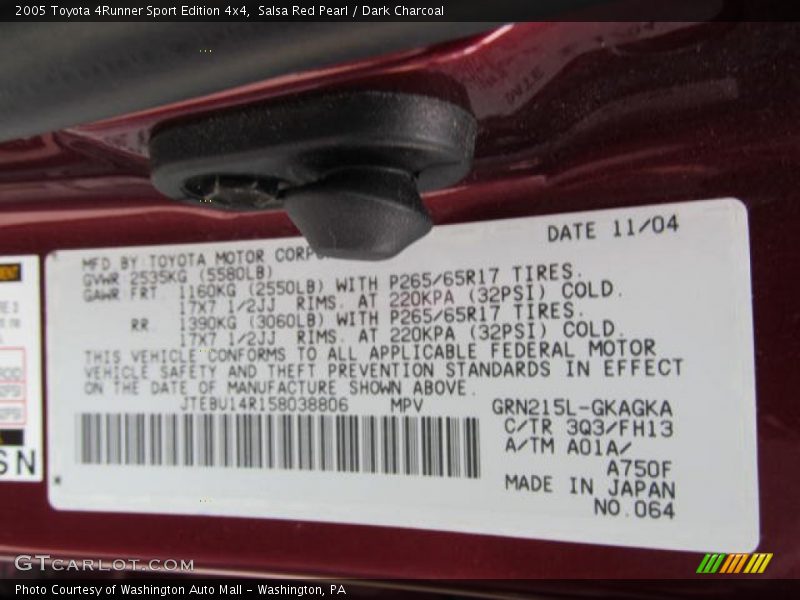 2005 Toyota 4Runner Sport Edition 4x4, Salsa Red Pearl / Dark Charcoal
DATE 11/04
MFD BY: TOYOTA MOTOR
GVWR 2535KG (5580LB)
GAWR FRT 1160KG (2550LB) WITH P265/65R17 TIRES.
17X7 1/2JJ RIMS. AT 220KPA (32PSI) COLD.
RR 1390KG (3060LB) WITH P265/65R17 TIRES.
17X7 1/2JJ RIMS. AT 220KPA (32PSI) COLD.
THIS VEHICLE CONFORMS TO ALL APPLICABLE FEDERAL MOTOR
VEHICLE SAFETY AND THEFT PREVENTION STANDARDS IN EFFECT
ON THE DATE OF MANUFACTURE SHOWN ABOVE.
JTEBU14R158038806 MPV GRN215L-GKAGKA
C/TR 3Q3/FH13
A/TM A01A/
A750F
MADE IN JAPAN
NO.064
GTCARLOT.COM
Photo Courtesy of Washington Auto Mall - Washington, PA